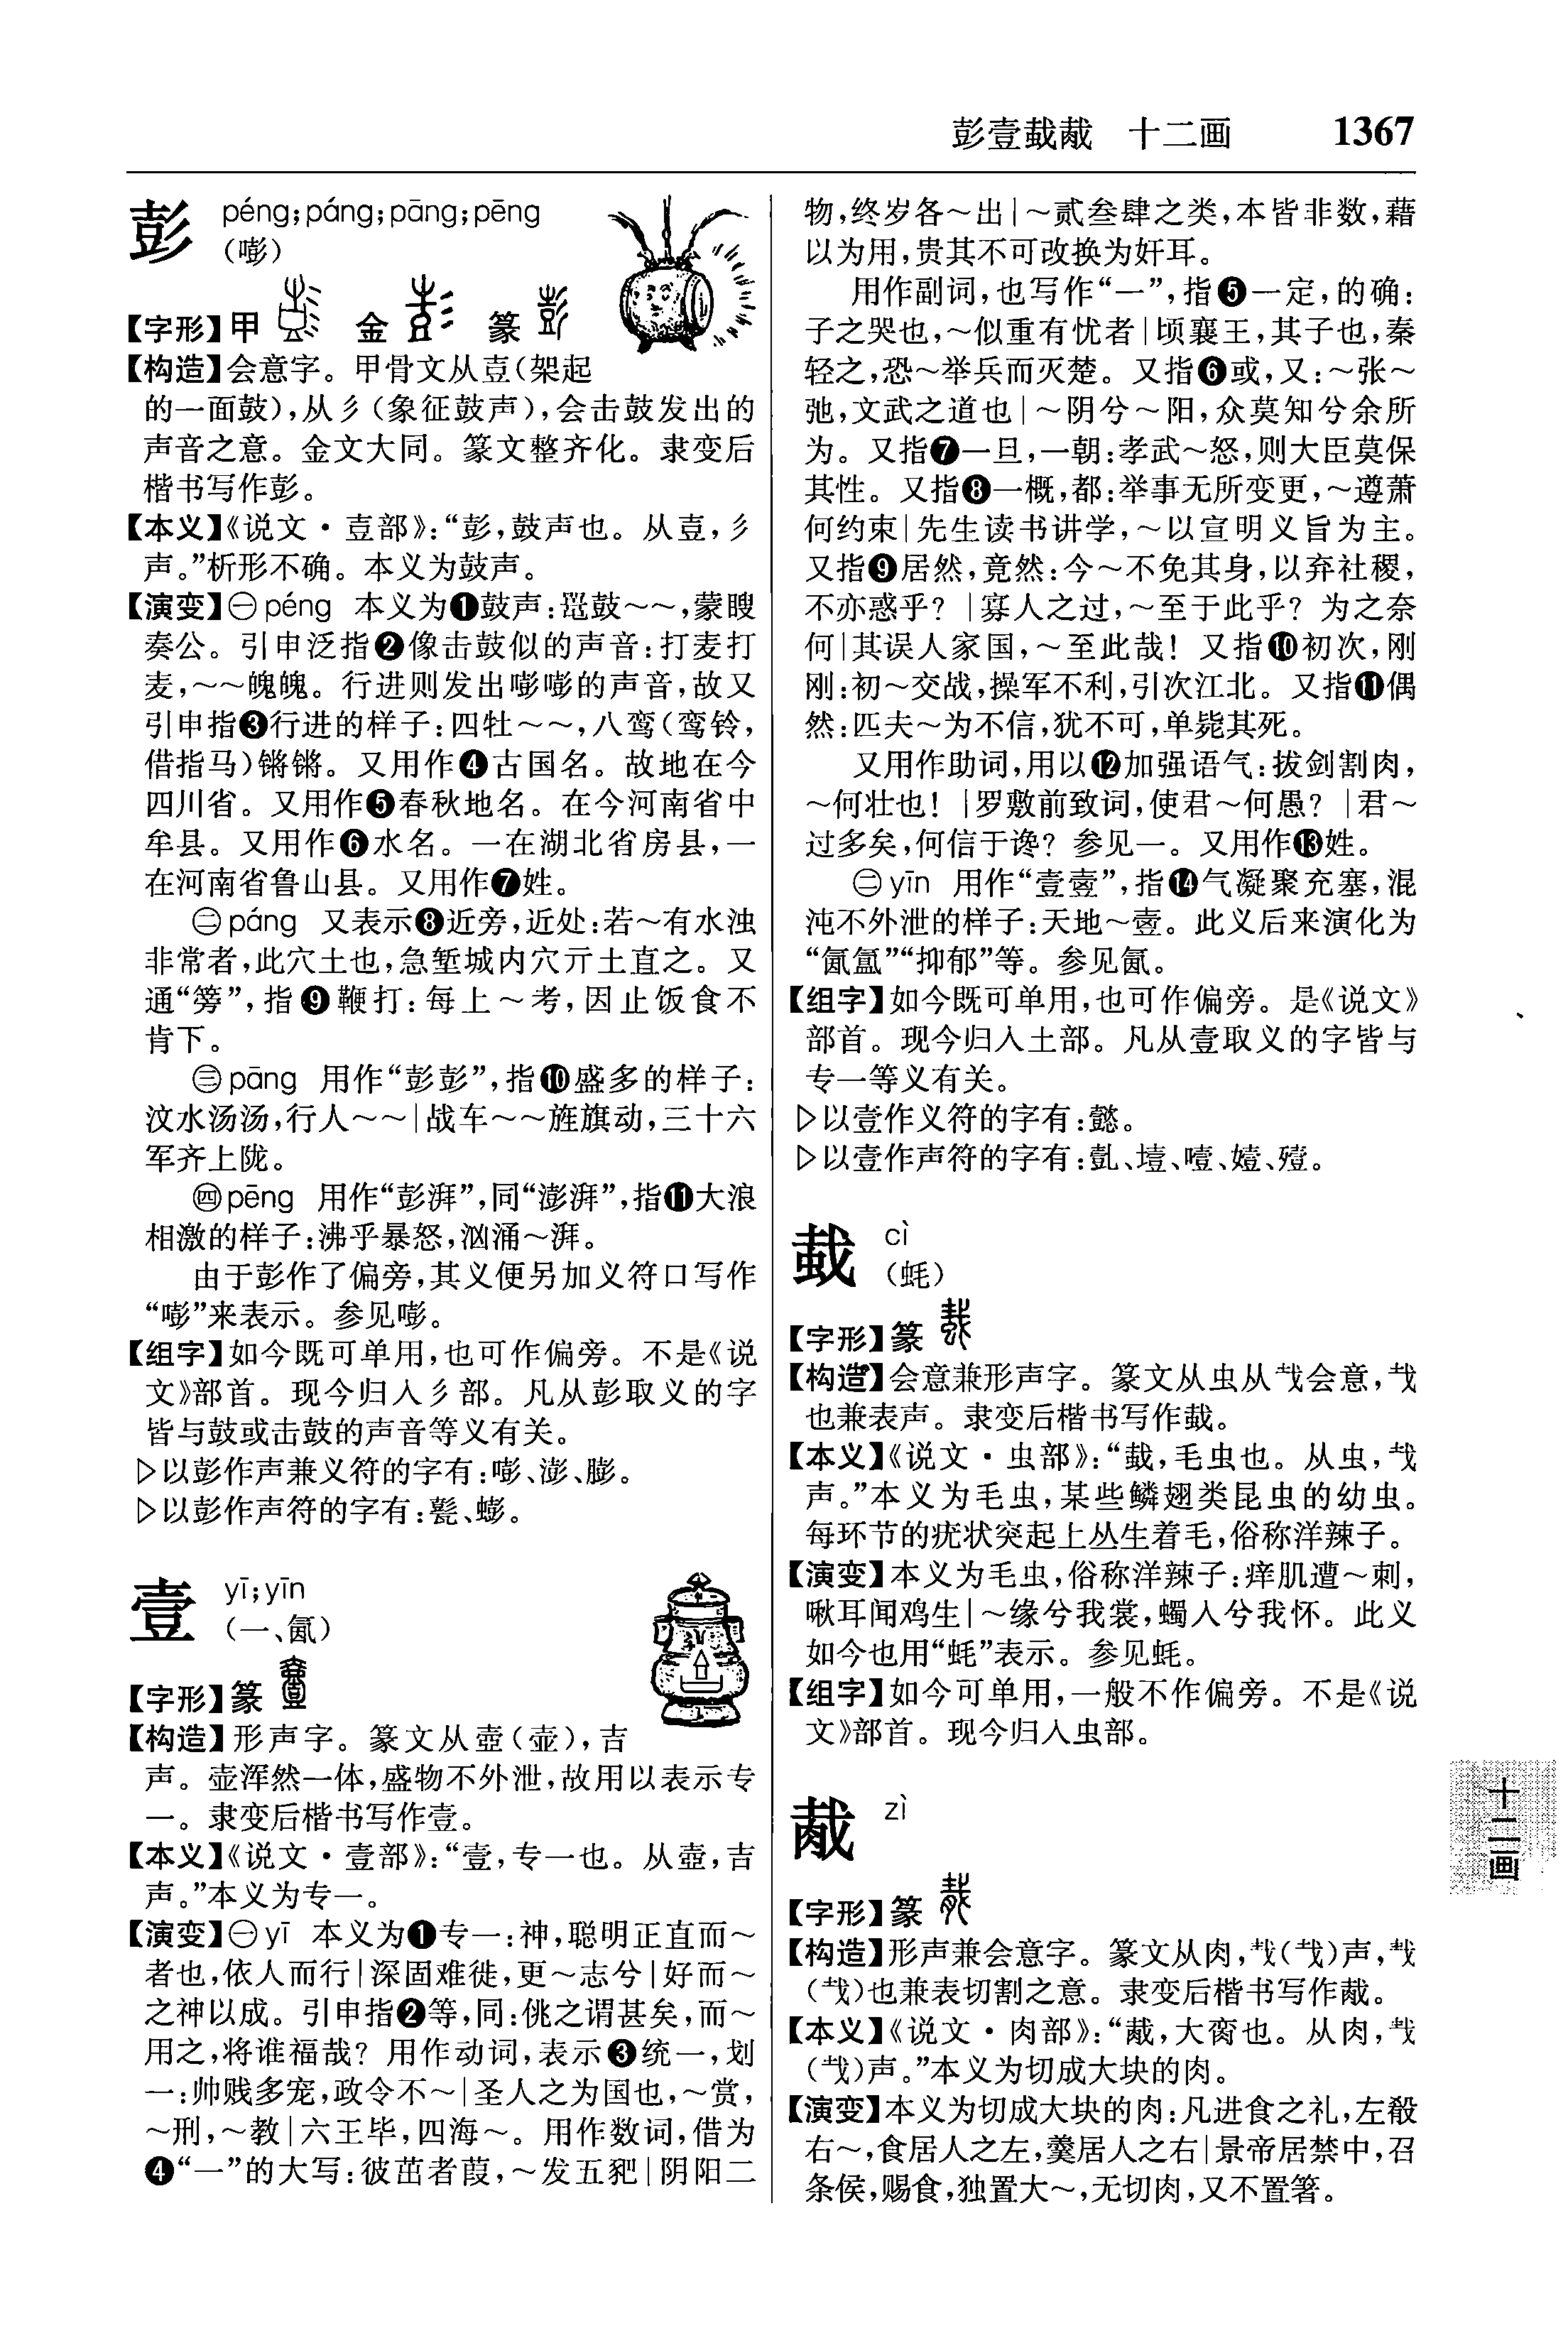 彭壹蛓胾　十二画　1367
彭 péng;páng;pāng;pēng
(嘭)
【字形】甲 金 篆
【构造】会意字。甲骨文从壴(架起
的一面鼓),从彡(象征鼓声),会击鼓发出的
声音之意。金文大同。篆文整齐化。隶变后
楷书写作彭。
【本义】《说文·壴部》:“彭,鼓声也。从壴,彡
声。”析形不确。本义为鼓声。
【演变】㊀péng 本义为❶鼓声:鼍鼓～～,蒙瞍
奏公。引申泛指❷像击鼓似的声音:打麦打
麦,～～魄魄。行进则发出嘭嘭的声音,故又
引申指❸行进的样子:四牡～～,八鸾(鸾铃,
借指马)锵锵。又用作❹古国名。故地在今
四川省。又用作❺春秋地名。在今河南省中
牟县。又用作❻水名。一在湖北省房县,一
在河南省鲁山县。又用作❼姓。
㊁páng 又表示❽近旁,近处:若～有水浊
非常者,此穴土也,急堑城内穴亓土直之。又
通“篣”,指❾鞭打:每上～考,因止饭食不
肯下。
㊂pāng 用作“彭彭”,指❿盛多的样子:
汶水汤汤,行人～～|战车～～旌旗动,三十六
军齐上陇。
㊃pēng 用作“彭湃”,同“澎湃”,指⓫大浪
相激的样子:沸乎暴怒,汹涌～湃。
由于彭作了偏旁,其义便另加义符口写作
“嘭”来表示。参见嘭。
【组字】如今既可单用,也可作偏旁。不是《说
文》部首。现今归入彡部。凡从彭取义的字
皆与鼓或击鼓的声音等义有关。
▷以彭作声兼义符的字有:嘭、澎、膨。
▷以彭作声符的字有:甏、蟛。
壹 yī;yīn
(一、氤)
【字形】篆
【构造】形声字。篆文从壺(壶),吉
声。壶浑然一体,盛物不外泄,故用以表示专
一。隶变后楷书写作壹。
【本义】《说文·壹部》:“壹,专一也。从壺,吉
声。”本义为专一。
【演变】㊀yī 本义为❶专一:神,聪明正直而～
者也,依人而行|深固难徙,更～志兮|好而～
之神以成。引申指❷等,同:佻之谓甚矣,而～
用之,将谁福哉? 用作动词,表示❸统一,划
一:帅贱多宠,政令不～|圣人之为国也,～赏,
～刑,～教|六王毕,四海～。用作数词,借为
❹“一”的大写:彼茁者葭,～发五豝|阴阳二
物,终岁各～出|～贰叁肆之类,本皆非数,藉
以为用,贵其不可改换为奸耳。
用作副词,也写作“一”,指❺一定,的确:
子之哭也,～似重有忧者|顷襄王,其子也,秦
轻之,恐～举兵而灭楚。又指❻或,又:～张～
弛,文武之道也|～阴兮～阳,众莫知兮余所
为。又指❼一旦,一朝:孝武～怒,则大臣莫保
其性。又指❽一概,都:举事无所变更,～遵萧
何约束|先生读书讲学,～以宣明义旨为主。
又指❾居然,竟然:今～不免其身,以弃社稷,
不亦惑乎? |寡人之过,～至于此乎? 为之奈
何|其误人家国,～至此哉! 又指❿初次,刚
刚:初～交战,操军不利,引次江北。又指⓫偶
然:匹夫～为不信,犹不可,单毙其死。
又用作助词,用以⓬加强语气:拔剑割肉,
～何壮也! |罗敷前致词,使君～何愚? |君～
过多矣,何信于谗? 参见一。又用作⓭姓。
㊁yīn 用作“壹壼”,指⓮气凝聚充塞,混
沌不外泄的样子:天地～壼。此义后来演化为
“氤氲”“抑郁”等。参见氤。
【组字】如今既可单用,也可作偏旁。是《说文》
部首。现今归入土部。凡从壹取义的字皆与
专一等义有关。
▷以壹作义符的字有:懿。
▷以壹作声符的字有:亄、墶、噎、嬄、殪。
蛓 cì
(蚝)
【字形】篆
【构造】会意兼形声字。篆文从虫从𢦏会意,𢦏
也兼表声。隶变后楷书写作蛓。
【本义】《说文·虫部》:“蛓,毛虫也。从虫,𢦏
声。”本义为毛虫,某些鳞翅类昆虫的幼虫。
每环节的疣状突起上丛生着毛,俗称洋辣子。
【演变】本义为毛虫,俗称洋辣子:痒肌遭～刺,
啾耳闻鸡生|～缘兮我裳,蠋入兮我怀。此义
如今也用“蚝”表示。参见蚝。
【组字】如今可单用,一般不作偏旁。不是《说
文》部首。现今归入虫部。
胾 zì
【字形】篆
【构造】形声兼会意字。篆文从肉,𢦒(𢦏)声,𢦒
(𢦏)也兼表切割之意。隶变后楷书写作胾。
【本义】《说文·肉部》:“胾,大脔也。从肉,𢦒
(𢦏)声。”本义为切成大块的肉。
【演变】本义为切成大块的肉:凡进食之礼,左殽
右～,食居人之左,羹居人之右|景帝居禁中,召
条侯,赐食,独置大～,无切肉,又不置箸。
十二画